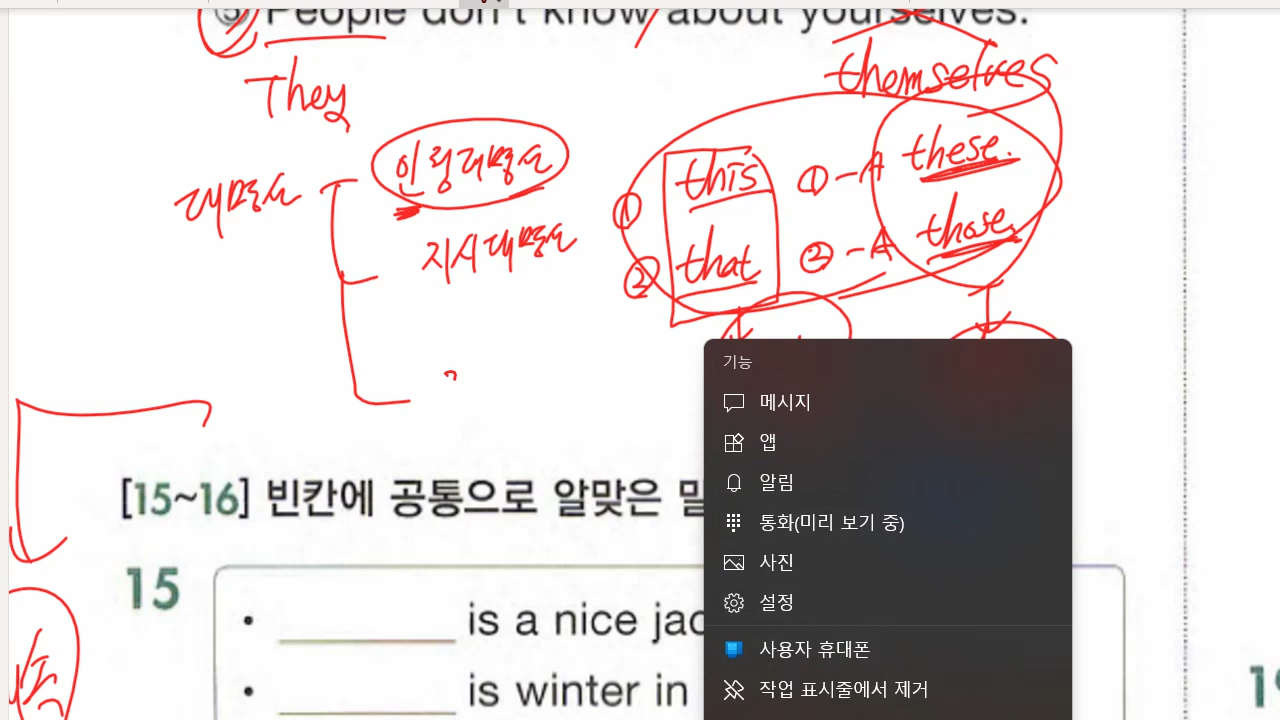 ⑤ People don't know about yourselves.
themselves
They
인칭대명사
대명사
지시대명사
① this ①-A these.
② that ②-A those.
?
[15~16] 빈칸에 공통으로 알맞은
15
• ________ is a nice
• ________ is winter in
기능
메시지
앱
알림
통화(미리 보기 중)
사진
설정
사용자 휴대폰
작업 표시줄에서 제거